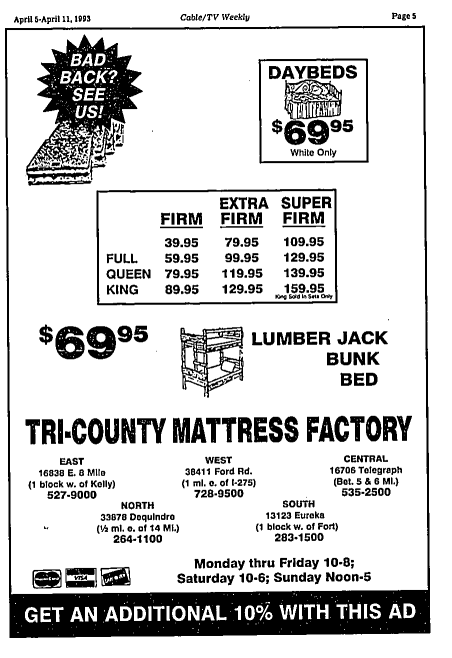 April 5-April 11, 1993 Cable/TV Weekly Page 5
BAD
BACK?
SEE
US!
DAYBEDS
$69.95
White Only
EXTRA SUPER
FIRM FIRM FIRM
39.95 79.95 109.95
FULL 59.95 99.95 129.95
QUEEN 79.95 119.95 139.95
KING 89.95 129.95 159.95
King Sold in Sets Only
$69.95
LUMBER JACK
BUNK
BED
TRI-COUNTY MATTRESS FACTORY
EAST
16838 E. 8 Mile
(1 block w. of Kelly)
527-9000
WEST
38411 Ford Rd.
(1 mi. e. of I-275)
728-9500
CENTRAL
16706 Telegraph
(Bet. 5 & 6 Mi.)
535-2500
NORTH
33878 Dequindre
(½ mi. e. of 14 Mi.)
264-1100
SOUTH
13123 Eureka
(1 block w. of Fort)
283-1500
VISA
Monday thru Friday 10-8;
Saturday 10-6; Sunday Noon-5
GET AN ADDITIONAL 10% WITH THIS AD